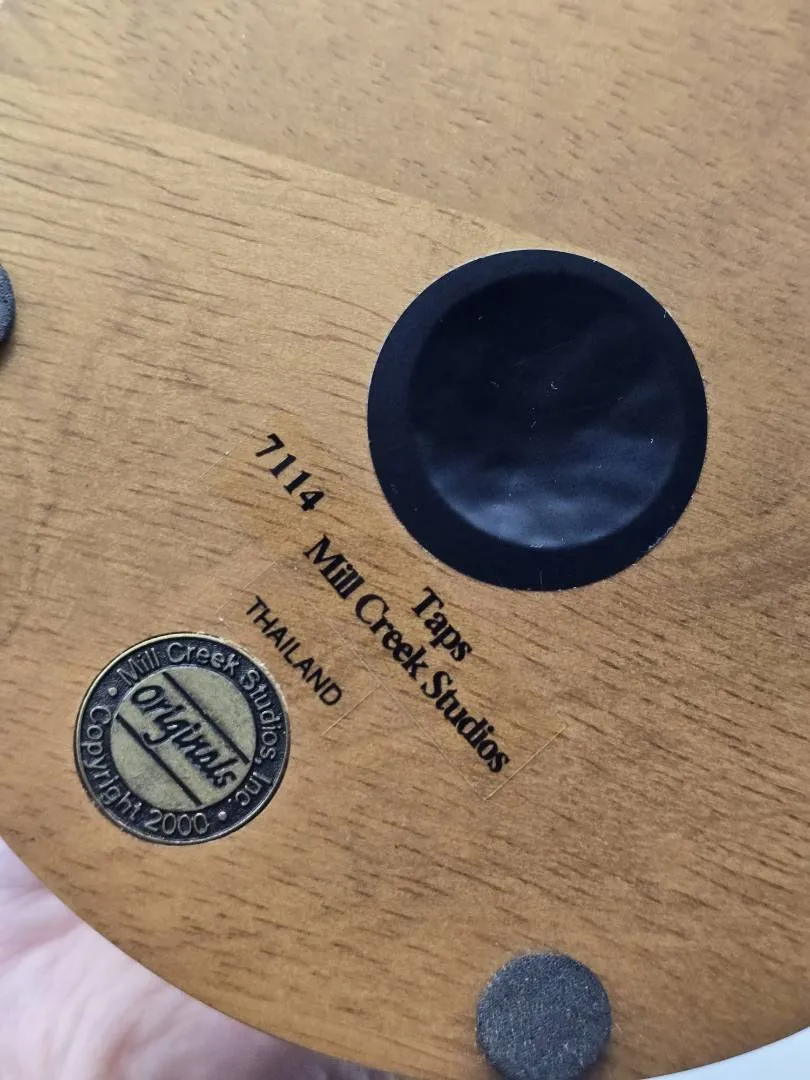 7114
Taps
Mill Creek Studios
THAILAND
• Mill Creek Studios, Inc. •
originals
Copyright 2000